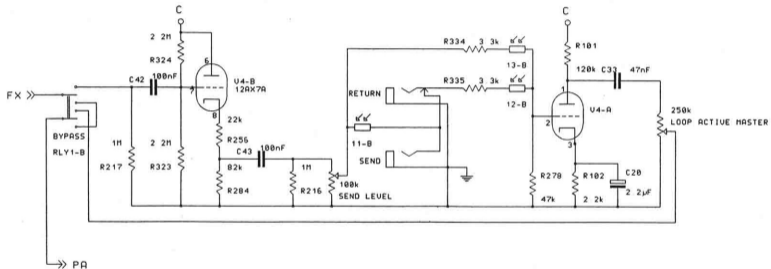 C
C
2 2M
R324
R334
3 3k
R101
13-B
120k
C33
47nF
C42
100nF
6
V4-B
12AX7A
R335
3 3k
RETURN
12-B
1
V4-A
250k
LOOP ACTIVE MASTER
FX
7
8
2
BYPASS
RLY1-B
22k
R256
C43
100nF
11-B
3
1M
R217
2 2M
R323
82k
R284
1M
R216
100k
SEND LEVEL
SEND
R278
47k
R102
2 2k
C20
2 2µF
PA